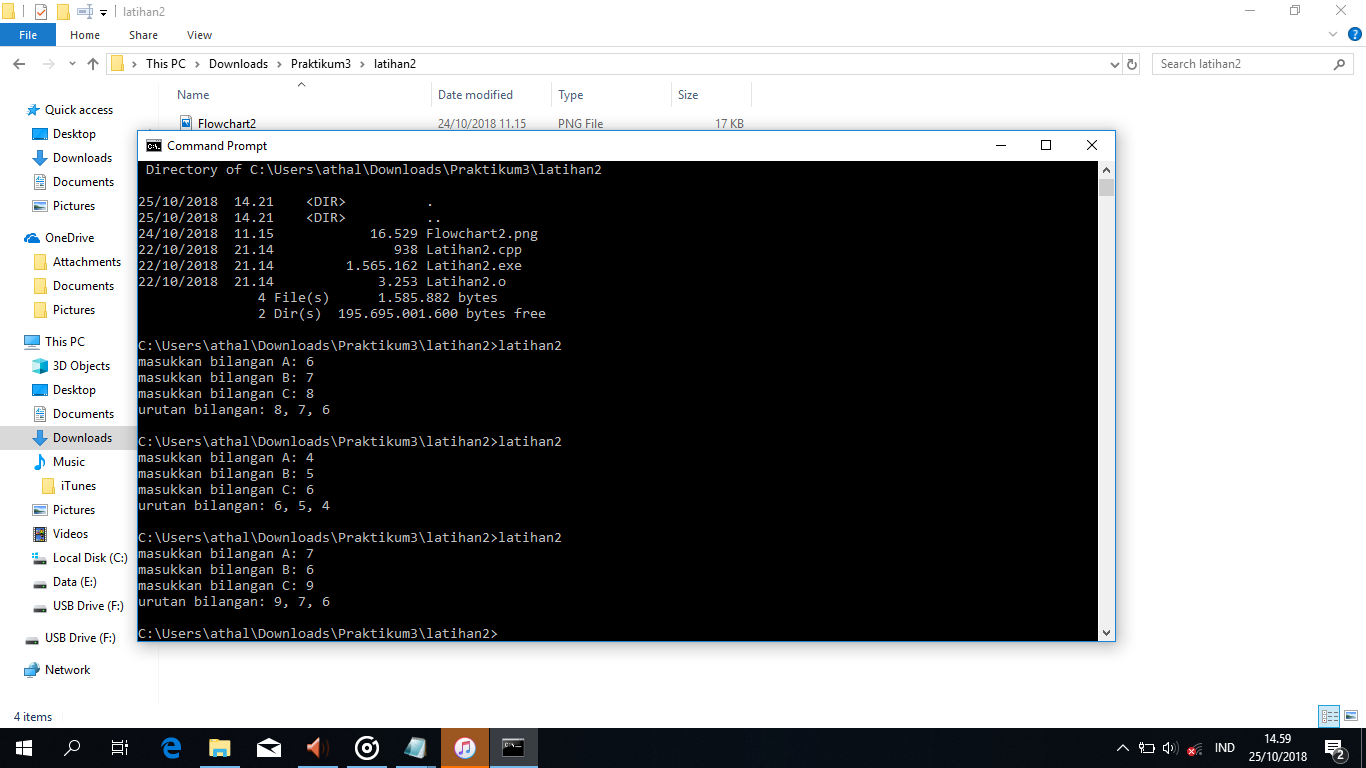 latihan2
File Home Share View
This PC > Downloads > Praktikum3 > latihan2
Search latihan2
Name Date modified Type Size
Flowchart2 24/10/2018 11.15 PNG File 17 KB
Quick access
Desktop
Downloads
Documents
Pictures
OneDrive
Attachments
Documents
Pictures
This PC
3D Objects
Desktop
Documents
Downloads
Music
iTunes
Pictures
Videos
Local Disk (C:)
Data (E:)
USB Drive (F:)
USB Drive (F:)
Network
Command Prompt
Directory of C:\Users\athal\Downloads\Praktikum3\latihan2
25/10/2018  14.21    <DIR>          .
25/10/2018  14.21    <DIR>          ..
24/10/2018  11.15            16.529 Flowchart2.png
22/10/2018  21.14               938 Latihan2.cpp
22/10/2018  21.14         1.565.162 Latihan2.exe
22/10/2018  21.14             3.253 Latihan2.o
4 File(s)      1.585.882 bytes
2 Dir(s)  195.695.001.600 bytes free
C:\Users\athal\Downloads\Praktikum3\latihan2>latihan2
masukkan bilangan A: 6
masukkan bilangan B: 7
masukkan bilangan C: 8
urutan bilangan: 8, 7, 6
C:\Users\athal\Downloads\Praktikum3\latihan2>latihan2
masukkan bilangan A: 4
masukkan bilangan B: 5
masukkan bilangan C: 6
urutan bilangan: 6, 5, 4
C:\Users\athal\Downloads\Praktikum3\latihan2>latihan2
masukkan bilangan A: 7
masukkan bilangan B: 6
masukkan bilangan C: 9
urutan bilangan: 9, 7, 6
C:\Users\athal\Downloads\Praktikum3\latihan2>
4 items
IND
14.59
25/10/2018
2